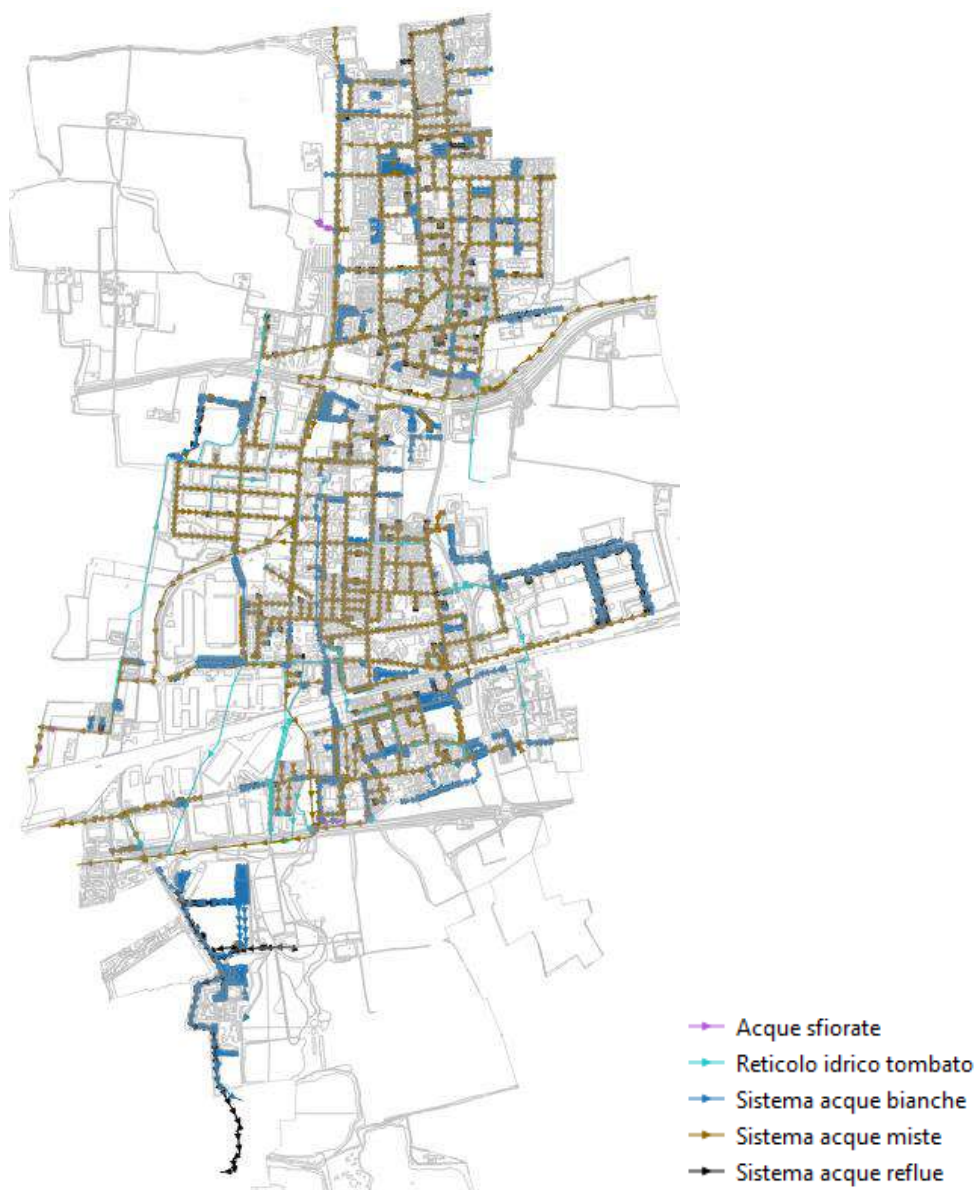 Acque sfiorate
Reticolo idrico tombato
Sistema acque bianche
Sistema acque miste
Sistema acque reflue